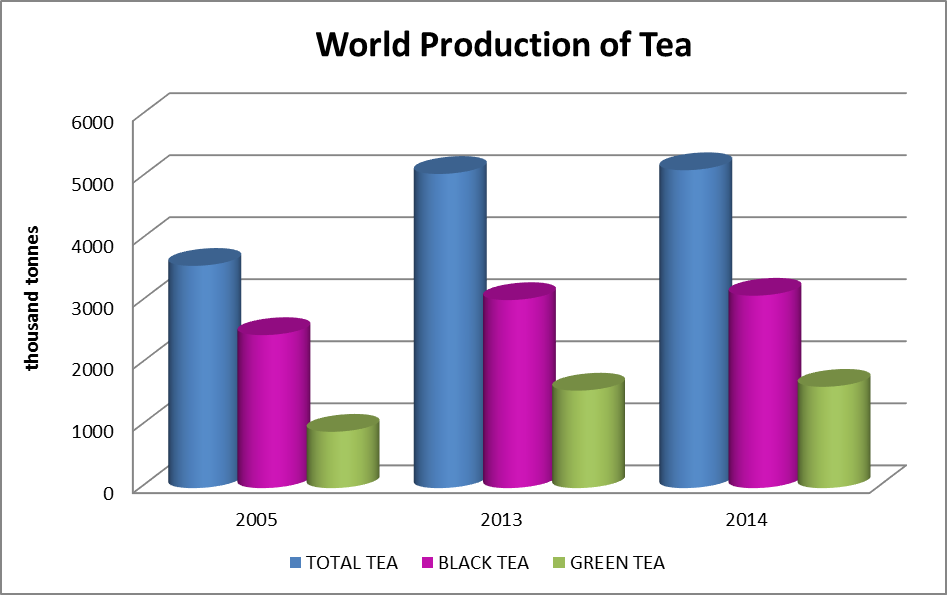 World Production of Tea
thousand tonnes
6000
5000
4000
3000
2000
1000
0
2005 2013 2014
TOTAL TEA BLACK TEA GREEN TEA